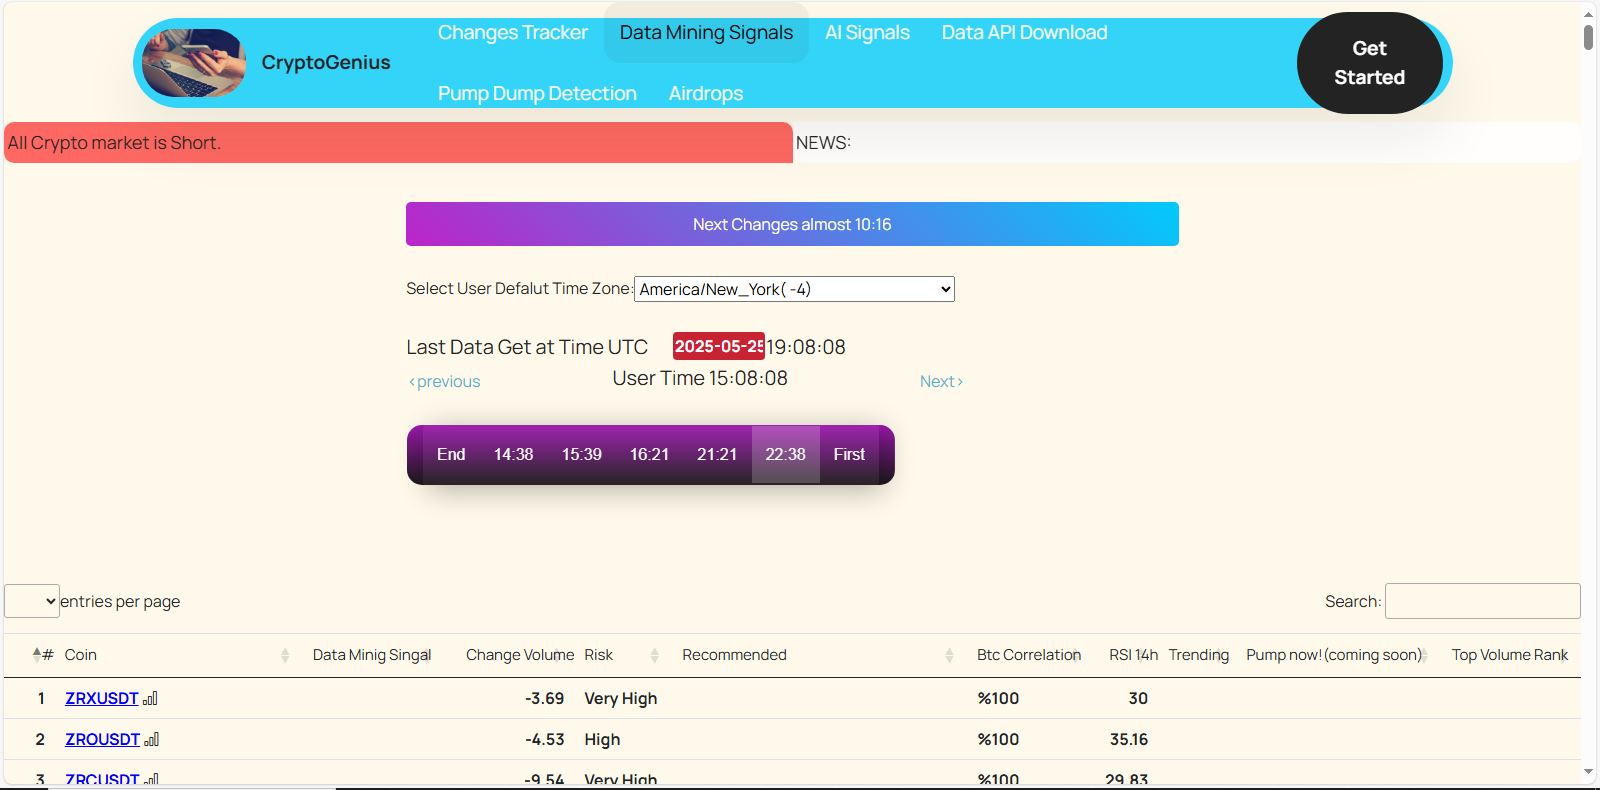 Changes Tracker Data Mining Signals AI Signals Data API Download
CryptoGenius
Pump Dump Detection Airdrops
Get
Started
All Crypto market is Short. NEWS:
Next Changes almost 10:16
Select User Defalut Time Zone: America/New_York( -4)
Last Data Get at Time UTC 2025-05-25 19:08:08
‹previous User Time 15:08:08 Next›
End 14:38 15:39 16:21 21:21 22:38 First
entries per page Search:
# Coin Data Minig Singal Change Volume Risk Recommended Btc Correlation RSI 14h Trending Pump now!(coming soon) Top Volume Rank
1 ZRXUSDT -3.69 Very High %100 30
2 ZROUSDT -4.53 High %100 35.16
3 ZRCUSDT -9.54 Very High %100 29.83